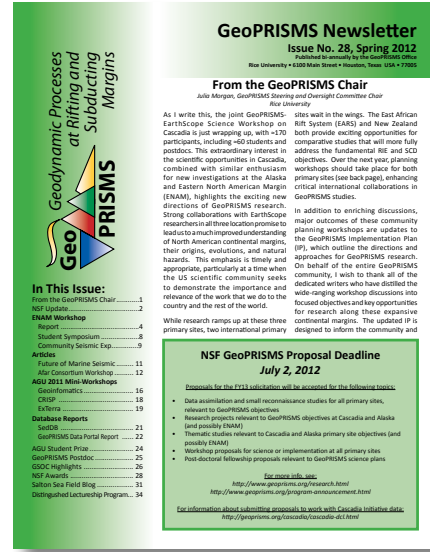 GeoPRISMS Newsletter
Issue No. 28, Spring 2012
Published bi-annually by the GeoPRISMS Office
Rice University • 6100 Main Street • Houston, Texas USA • 77005
Geodynamic Processes
at Rifting and
Subducting
Margins
Geo
PRISMS
In This Issue:
From the GeoPRISMS Chair............1
NSF Update......................................2
ENAM Workshop
Report .......................................4
Student Symposium ..................8
Community Seismic Exp............9
Articles
Future of Marine Seismic ........ 11
Afar Consortium Workshop .... 12
AGU 2011 Mini-Workshops
Geoinfomatics ........................ 16
CRISP ...................................... 18
ExTerra ................................... 19
Database Reports
SedDB ..................................... 21
GeoPRISMS Data Portal Report ...... 22
AGU Student Prize ...................... 24
GeoPRISMS Postdoc ................... 25
GSOC Highlights ......................... 26
NSF Awards ................................ 28
Salton Sea Field Blog .................. 31
Distingushed Lectureship Program... 34
From the GeoPRISMS Chair
Julia Morgan, GeoPRISMS Steering and Oversight Committee Chair
Rice University
As I write this, the joint GeoPRISMS-
EarthScope Science Workshop on
Cascadia is just wrapping up, with ≈170
participants, including ≈60 students and
postdocs. This extraordinary interest in
the scientific opportunities in Cascadia,
combined with similar enthusiasm
for new investigations at the Alaska
and Eastern North American Margin
(ENAM), highlights the exciting new
directions of GeoPRISMS research.
Strong collaborations with EarthScope
researchers in all three location promise to
lead us to a much improved understanding
of North American continental margins,
their origins, evolutions, and natural
hazards. This emphasis is timely and
appropriate, particularly at a time when
the US scientific community seeks
to demonstrate the importance and
relevance of the work that we do to the
country and the rest of the world.
While research ramps up at these three
primary sites, two international primary
sites wait in the wings. The East African
Rift System (EARS) and New Zealand
both provide exciting opportunities for
comparative studies that will more fully
address the fundamental RIE and SCD
objectives. Over the next year, planning
workshops should take place for both
primary sites (see back page), enhancing
critical international collaborations in
GeoPRISMS studies.
In addition to enriching discussions,
major outcomes of these community
planning workshops are updates to
the GeoPRISMS Implementation Plan
(IP), which outline the directions and
approaches for GeoPRISMS research.
On behalf of the entire GeoPRISMS
community, I wish to thank all of the
dedicated writers who have distilled the
wide-ranging workshop discussions into
focused objectives and key opportunities
for research along these expansive
continental margins. The updated IP is
designed to inform the community and
NSF GeoPRISMS Proposal Deadline
July 2, 2012
Proposals for the FY13 solicitation will be accepted for the following topics:
• Data assimilation and small reconnaissance studies for all primary sites,
relevant to GeoPRISMS objectives
• Research projects relevant to GeoPRISMS objectives at Cascadia and Alaska
(and possibly ENAM)
• Thematic studies relevant to Cascadia and Alaska primary site objectives (and
possibly ENAM)
• Workshop proposals for science or implementation at all primary sites
• Post-doctoral fellowship proposals relevant to GeoPRISMS science plans
For more info, see:
http://www.geoprisms.org/research.html
http://www.geoprisms.org/program-announcement.html
For information about submitting proposals to work with Cascadia Initiative data:
http://geoprisms.org/cascadia/cascadia-dcl.html